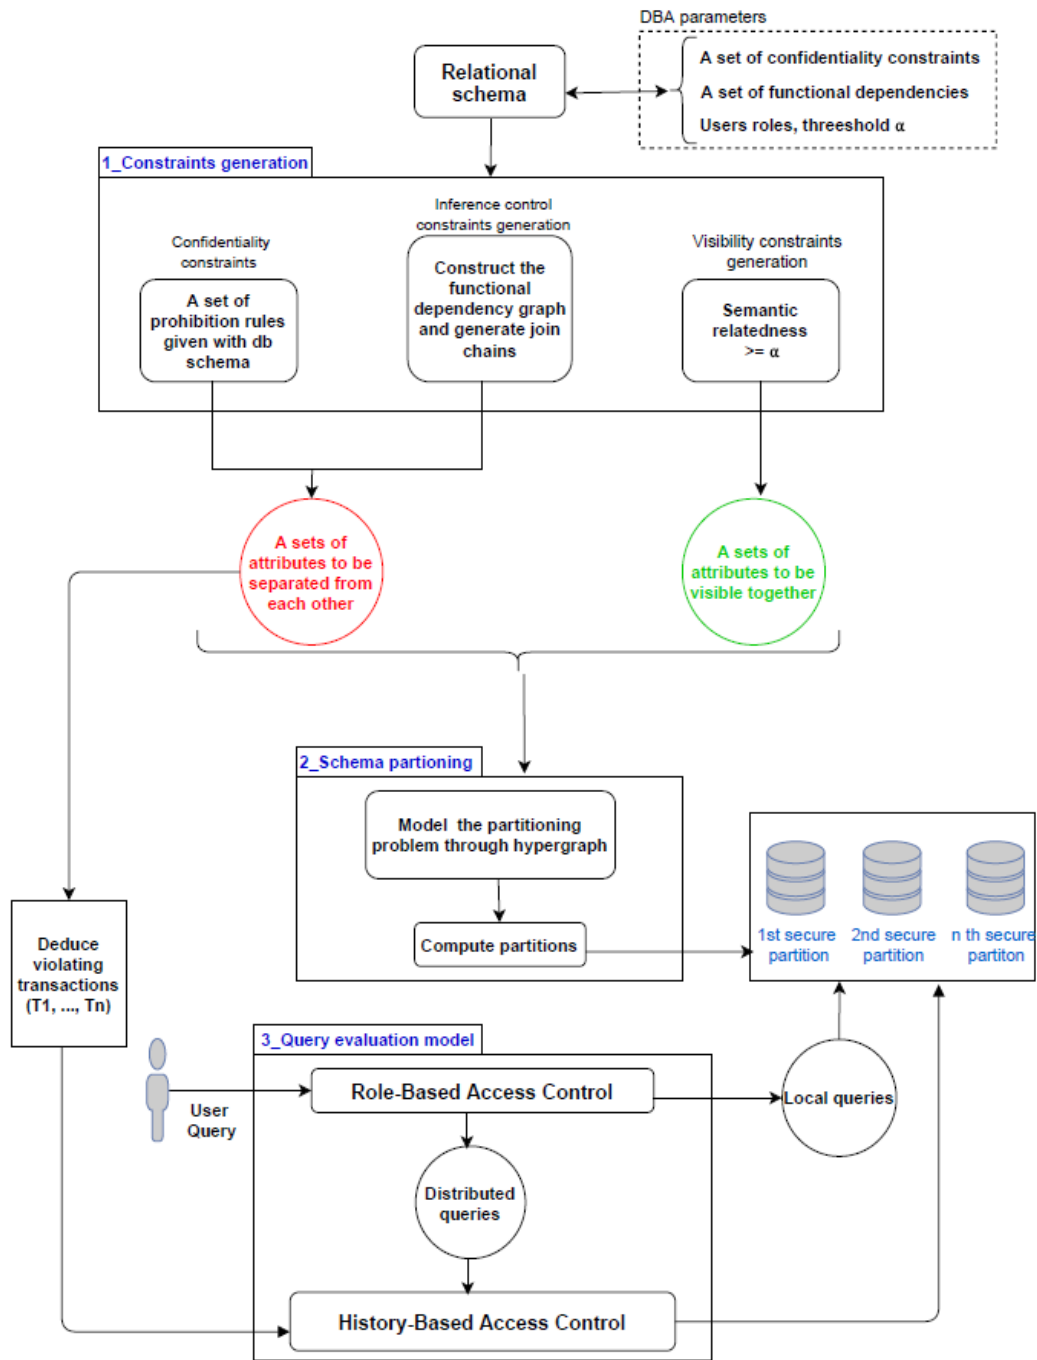 DBA parameters
A set of confidentiality constraints
A set of functional dependencies
Users roles, threeshold α
Relational
schema
1_Constraints generation
Inference control
constraints generation
Confidentiality
constraints
Visibility constraints
generation
A set of
prohibition rules
given with db
schema
Construct the
functional
dependency graph
and generate join
chains
Semantic
relatedness
>= α
A sets of
attributes to be
separated from
each other
A sets of
attributes to be
visible together
2_Schema partioning
Model the partitioning
problem through hypergraph
Compute partitions
1st secure
partition
2nd secure
partition
n th secure
partiton
Deduce
violating
transactions
(T1, ..., Tn)
3_Query evaluation model
User
Query
Role-Based Access Control
Local queries
Distributed
queries
History-Based Access Control